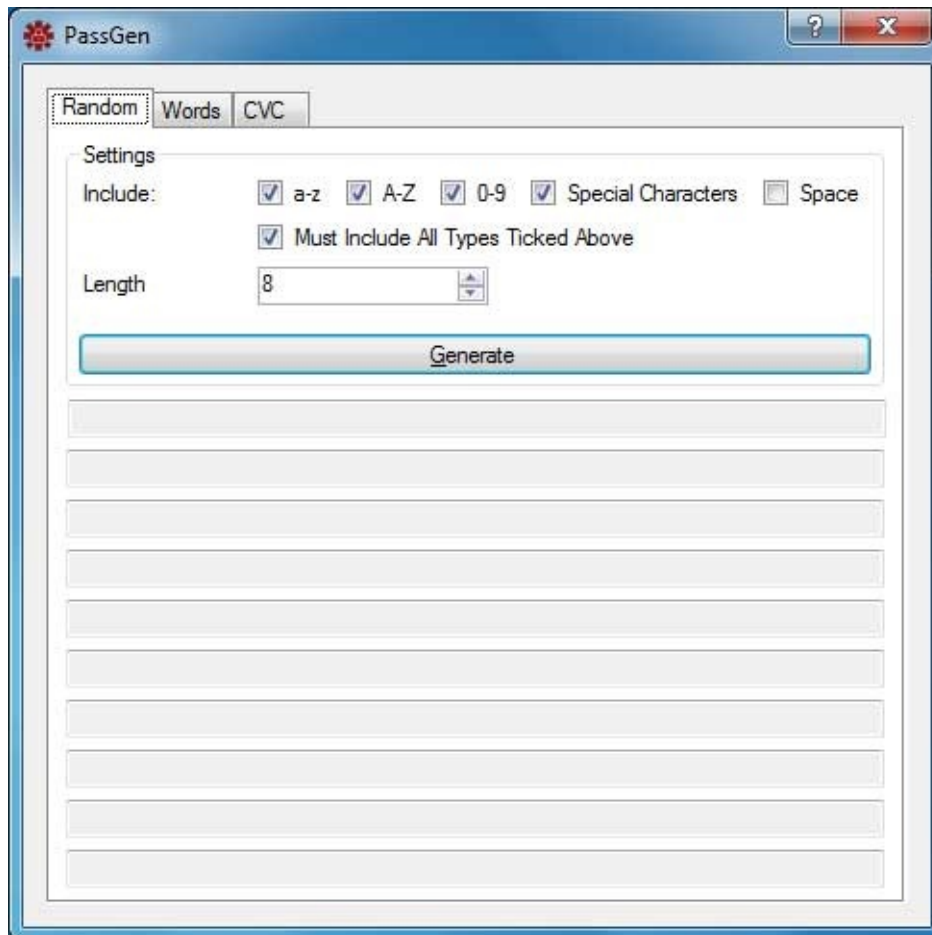 PassGen
Random Words CVC
Settings
Include: a-z A-Z 0-9 Special Characters Space
Must Include All Types Ticked Above
Length 8
Generate